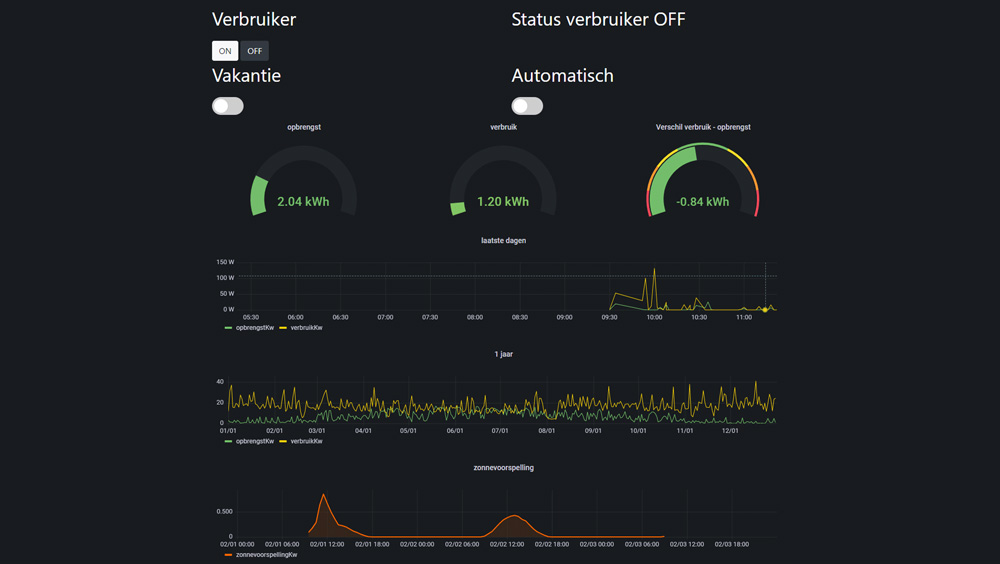 Verbruiker
Status verbruiker OFF
ON OFF
Vakantie
Automatisch
opbrengst
verbruik
Verschil verbruik - opbrengst
2.04 kWh
1.20 kWh
-0.84 kWh
laatste dagen
150 W
100 W
50 W
0 W
05:30 06:00 06:30 07:00 07:30 08:00 08:30 09:00 09:30 10:00 10:30 11:00
opbrengstKw verbruikKw
1 jaar
40
20
0
01/01 02/01 03/01 04/01 05/01 06/01 07/01 08/01 09/01 10/01 11/01 12/01
opbrengstKw verbruikKw
zonnevoorspelling
0.500
0
02/01 00:00 02/01 06:00 02/01 12:00 02/01 18:00 02/02 00:00 02/02 06:00 02/02 12:00 02/02 18:00 02/03 00:00 02/03 06:00 02/03 12:00 02/03 18:00
zonnevoorspellingKw